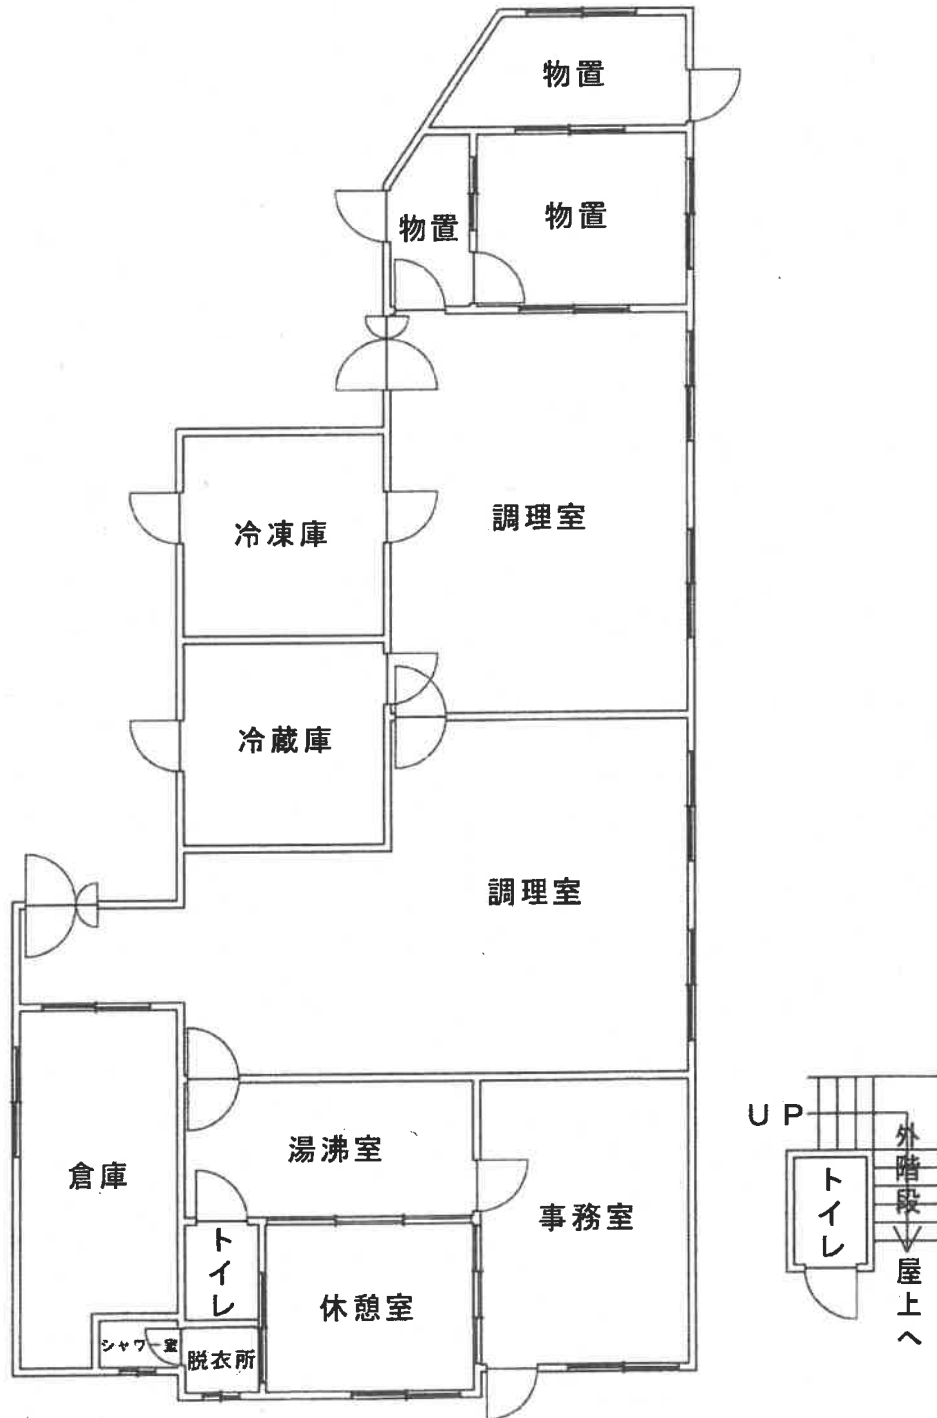 物置
物置
物置
調理室
冷凍庫
冷蔵庫
調理室
湯沸室
倉庫
事務室
トイレ
休憩室
シャワー室
脱衣所
UP
外階段
トイレ
屋上へ